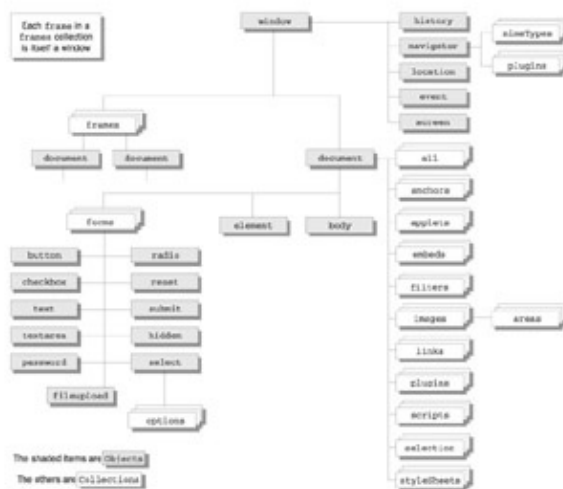 Each frame in a
frames collection
is itself a window
window
history
navigator
mimeTypes
plugins
location
event
screen
frames
document
document
document
all
anchors
applets
embeds
filters
images
areas
links
plugins
scripts
selection
styleSheets
forms
element
body
button
radio
checkbox
reset
text
submit
textarea
hidden
password
select
fileupload
options
The shaded items are Objects
The others are Collections